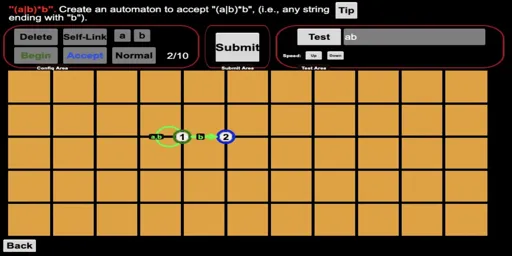 "(a|b)*b". Create an automaton to accept "(a|b)*b", (i.e., any string
ending with "b").
Tip
Delete Self-Link a b
Begin Accept Normal 2/10
Config Area
Submit
Submit Area
Test ab
Speed: Up Down
Test Area
a,b 1 b 2
Back